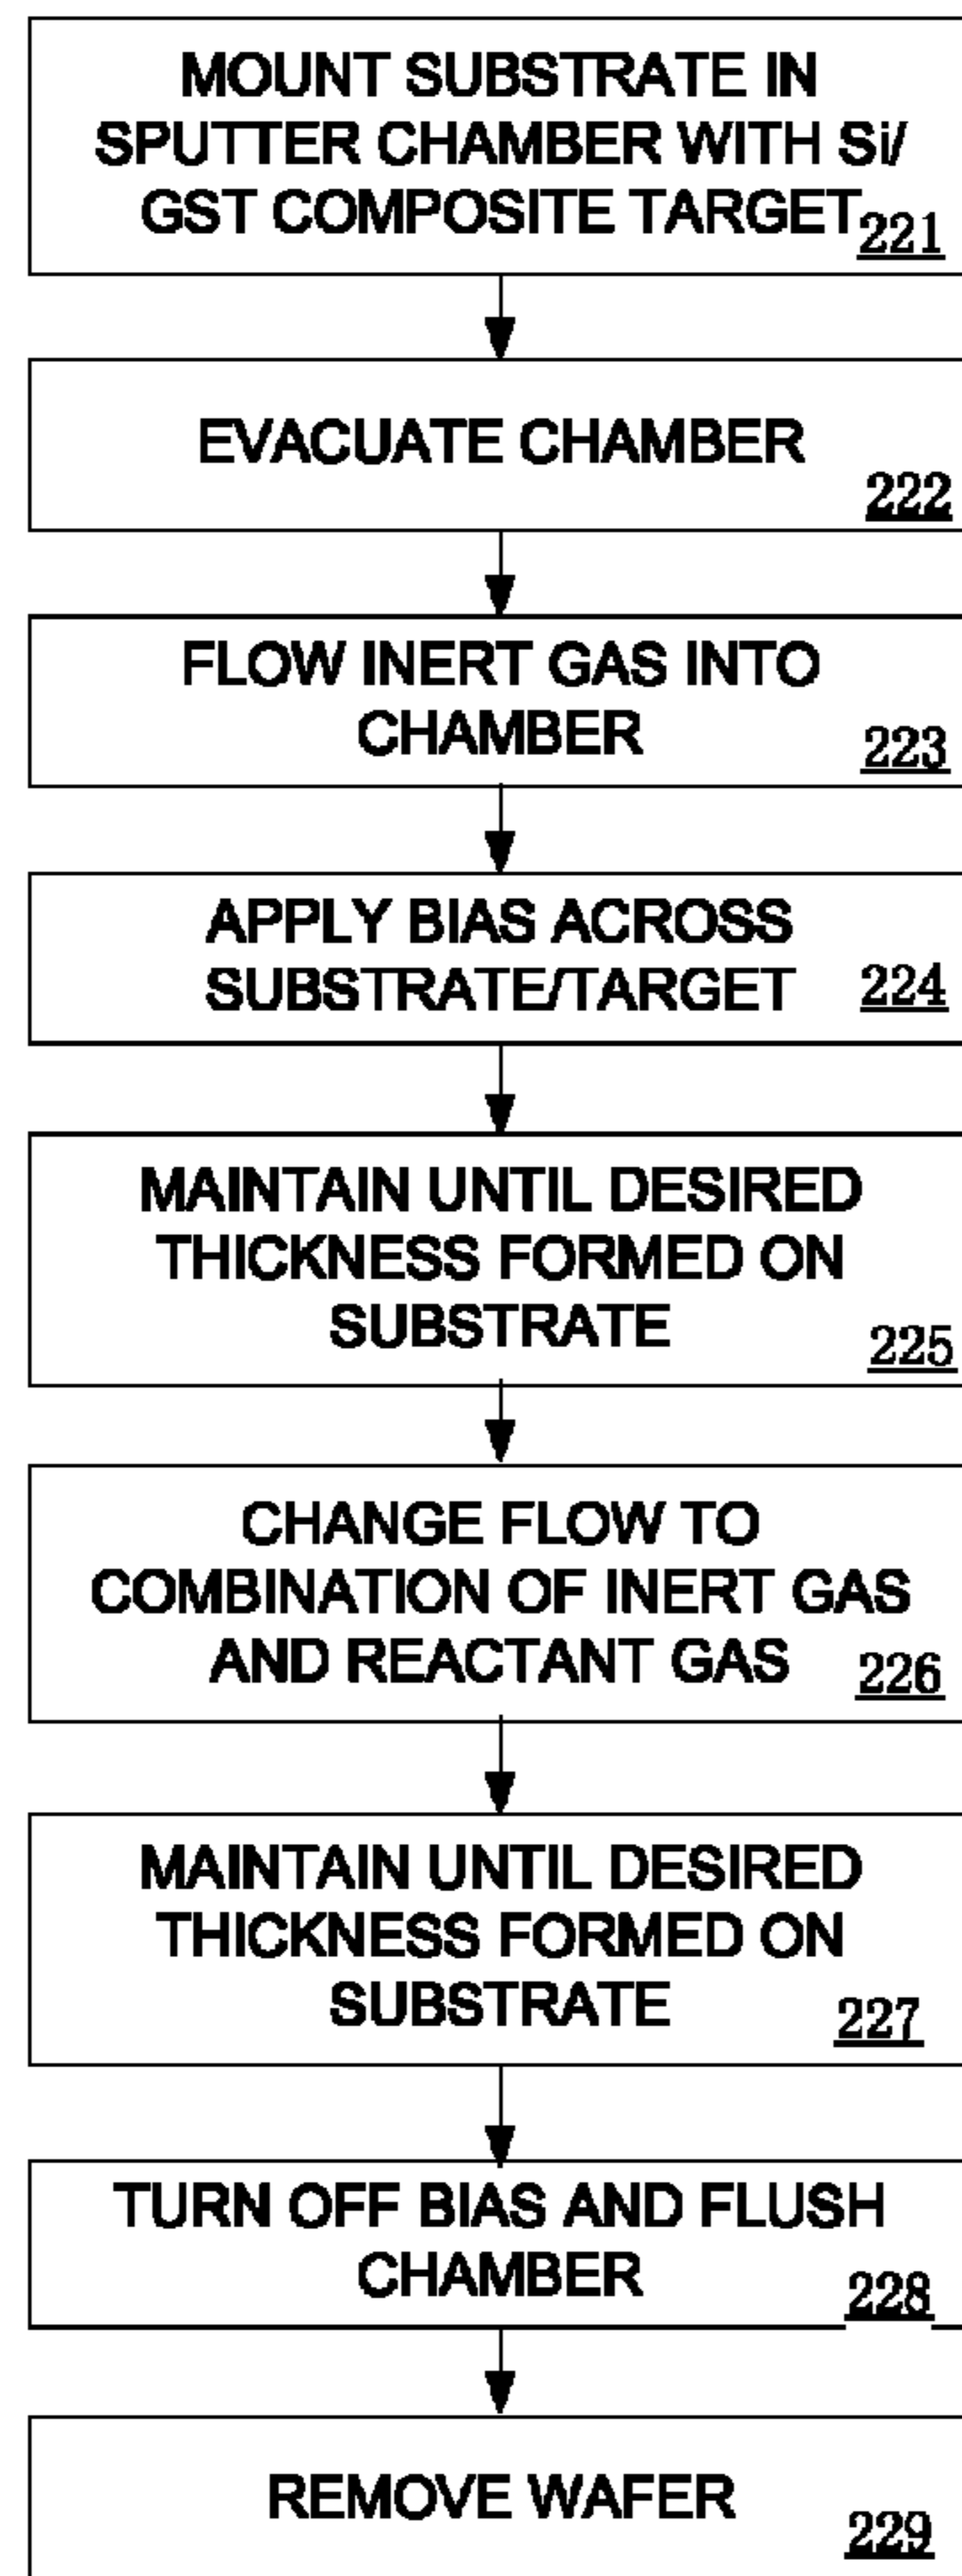 MOUNT SUBSTRATE IN
SPUTTER CHAMBER WITH Si/
GST COMPOSITE TARGET 221
EVACUATE CHAMBER
222
FLOW INERT GAS INTO
CHAMBER 223
APPLY BIAS ACROSS
SUBSTRATE/TARGET 224
MAINTAIN UNTIL DESIRED
THICKNESS FORMED ON
SUBSTRATE 225
CHANGE FLOW TO
COMBINATION OF INERT GAS
AND REACTANT GAS 226
MAINTAIN UNTIL DESIRED
THICKNESS FORMED ON
SUBSTRATE 227
TURN OFF BIAS AND FLUSH
CHAMBER 228
REMOVE WAFER
229